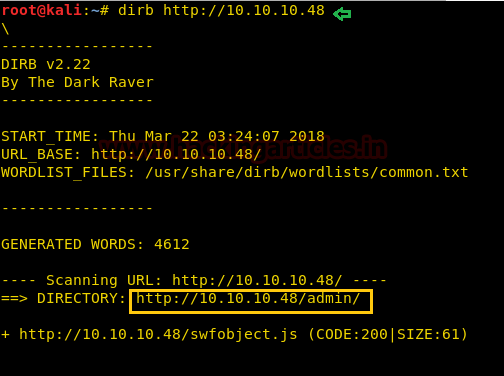 root@kali:~# dirb http://10.10.10.48
\
-----------------
DIRB v2.22
By The Dark Raver
-----------------
START_TIME: Thu Mar 22 03:24:07 2018
URL_BASE: http://10.10.10.48/
WORDLIST_FILES: /usr/share/dirb/wordlists/common.txt
-----------------
GENERATED WORDS: 4612
---- Scanning URL: http://10.10.10.48/ ----
==> DIRECTORY: http://10.10.10.48/admin/
+ http://10.10.10.48/swfobject.js (CODE:200|SIZE:61)